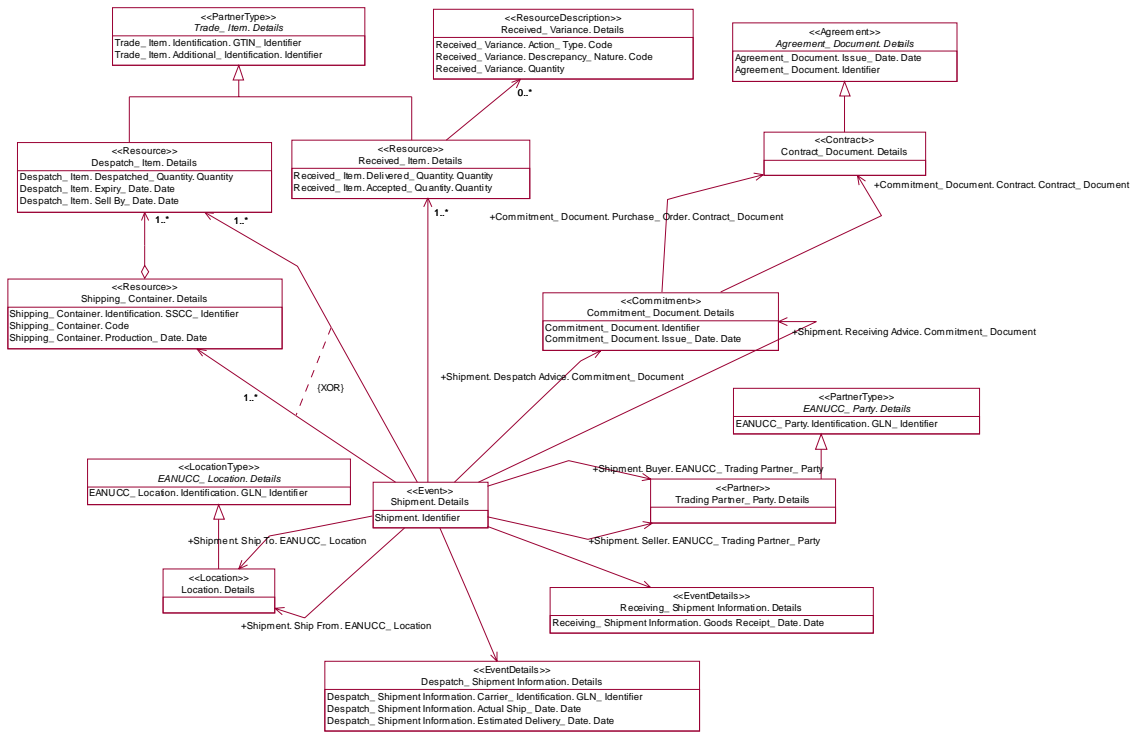 <<PartnerType>>
Trade_ Item. Details
Trade_ Item. Identification. GTIN_ Identifier
Trade_ Item. Additional_ Identification. Identifier
<<ResourceDescription>>
Received_ Variance. Details
Received_ Variance. Action_ Type. Code
Received_ Variance. Descrepancy_ Nature. Code
Received_ Variance. Quantity
0..*
<<Agreement>>
Agreement_ Document. Details
Agreement_ Document. Issue_ Date. Date
Agreement_ Document. Identifier
<<Resource>>
Despatch_ Item. Details
Despatch_ Item. Despatched_ Quantity. Quantity
Despatch_ Item. Expiry_ Date. Date
Despatch_ Item. Sell By_ Date. Date
<<Resource>>
Received_ Item. Details
Received_ Item. Delivered_ Quantity. Quantity
Received_ Item. Accepted_ Quantity. Quantity
<<Contract>>
Contract_ Document. Details
+Commitment_ Document. Contract. Contract_ Document
+Commitment_ Document. Purchase_ Order. Contract_ Document
1..*
1..*
1..*
<<Resource>>
Shipping_ Container. Details
Shipping_ Container. Identification. SSCC_ Identifier
Shipping_ Container. Code
Shipping_ Container. Production_ Date. Date
<<Commitment>>
Commitment_ Document. Details
Commitment_ Document. Identifier
Commitment_ Document. Issue_ Date. Date
+Shipment. Receiving Advice. Commitment_ Document
+Shipment. Despatch Advice. Commitment_ Document
{XOR}
1..*
<<PartnerType>>
EANUCC_ Party. Details
EANUCC_ Party. Identification. GLN_ Identifier
<<LocationType>>
EANUCC_ Location. Details
EANUCC_ Location. Identification. GLN_ Identifier
+Shipment. Buyer. EANUCC_ Trading Partner_ Party
<<Event>>
Shipment. Details
Shipment. Identifier
<<Partner>>
Trading Partner_ Party. Details
+Shipment. Ship To. EANUCC_ Location
+Shipment. Seller. EANUCC_ Trading Partner_ Party
<<Location>>
Location. Details
+Shipment. Ship From. EANUCC_ Location
<<EventDetails>>
Receiving_ Shipment Information. Details
Receiving_ Shipment Information. Goods Receipt_ Date. Date
<<EventDetails>>
Despatch_ Shipment Information. Details
Despatch_ Shipment Information. Carrier_ Identification. GLN_ Identifier
Despatch_ Shipment Information. Actual Ship_ Date. Date
Despatch_ Shipment Information. Estimated Delivery_ Date. Date